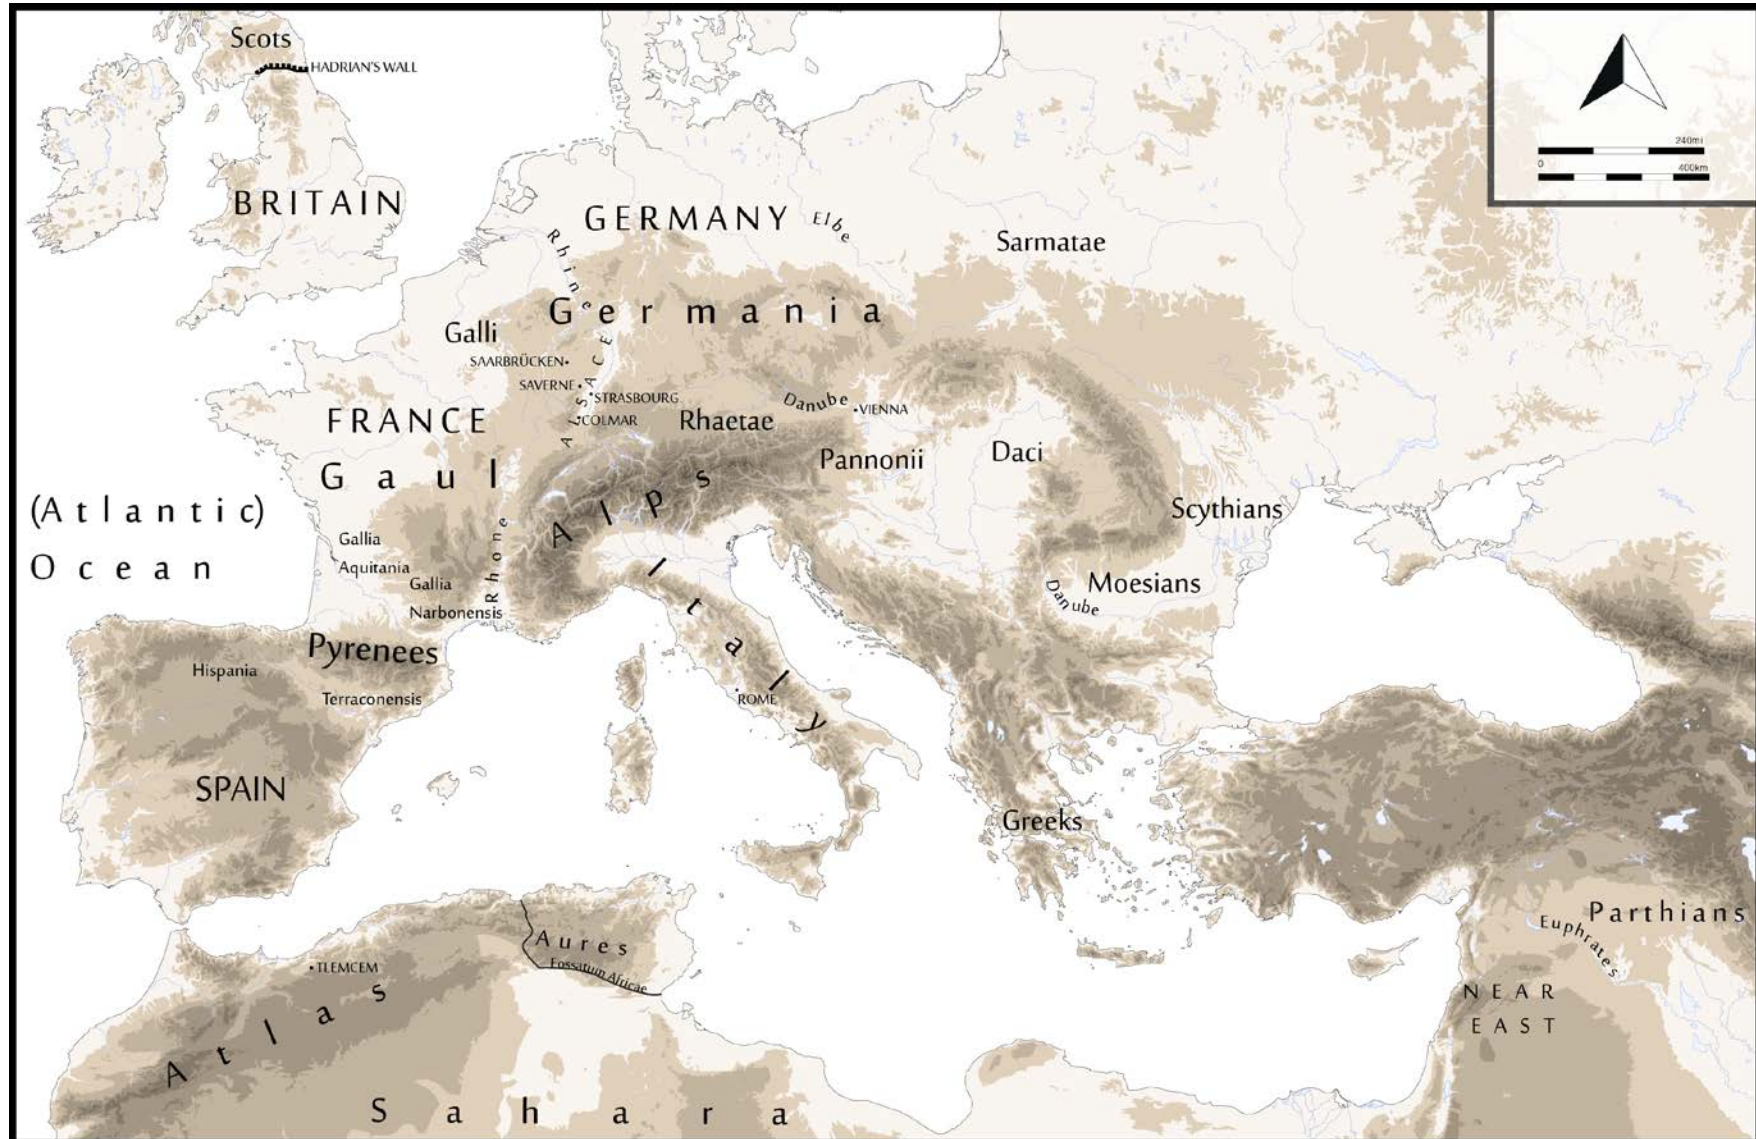 Scots
HADRIAN'S WALL
240mi
0
400km
BRITAIN
GERMANY
Elbe
Rhine
Sarmatae
Germania
Galli
SAARBRÜCKEN
SAVERNE
ALSACE
STRASBOURG
COLMAR
Danube
VIENNA
FRANCE
Rhaetae
Gaul
Pannonii
Daci
Alps
Scythians
(Atlantic)
Ocean
Gallia
Aquitania
Gallia
Narbonensis
Rhone
Italy
Danube
Moesians
Pyrenees
Hispania
Terraconensis
ROME
SPAIN
Greeks
Parthians
Euphrates
Aures
Fossatum Africae
TLEMCEM
Atlas
NEAR
EAST
Sahara